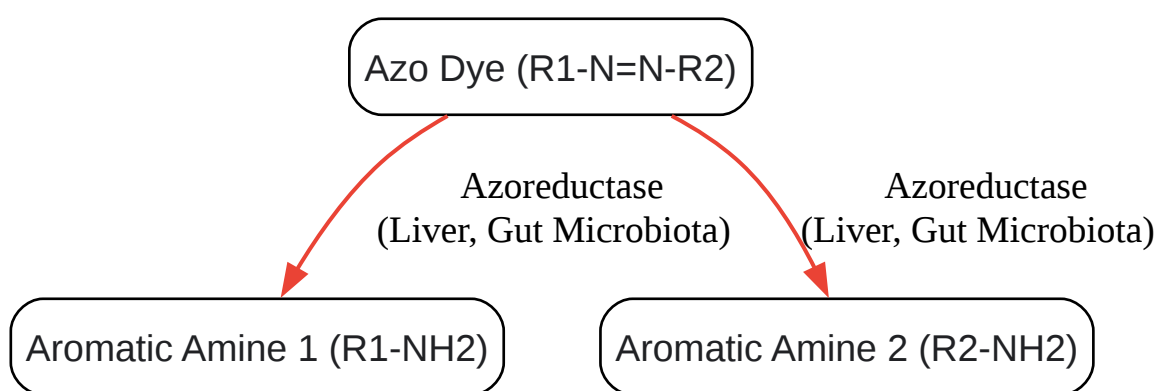 Azo Dye (R1-N=N-R2)
Azoreductase
(Liver, Gut Microbiota)
Azoreductase
(Liver, Gut Microbiota)
Aromatic Amine 1 (R1-NH2)
Aromatic Amine 2 (R2-NH2)